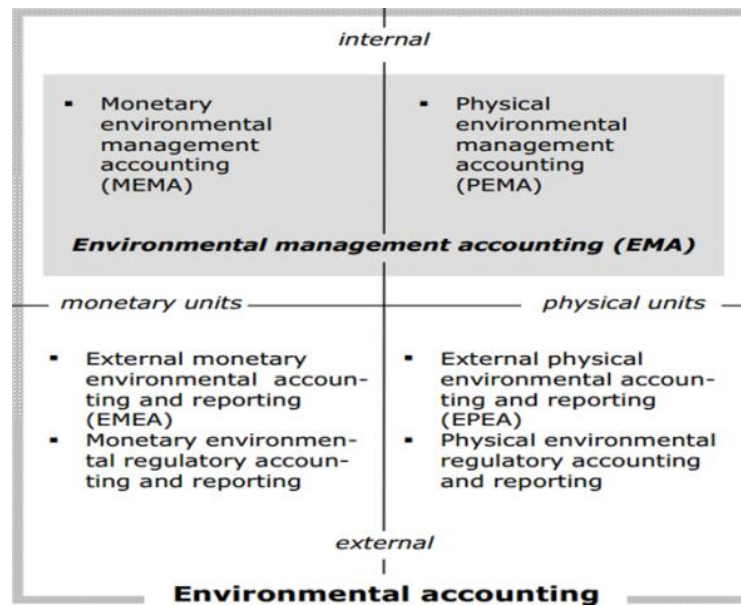 internal
▪ Monetary
environmental
management
accounting
(MEMA)
▪ Physical
environmental
management
accounting
(PEMA)
Environmental management accounting (EMA)
monetary units
physical units
▪ External monetary
environmental accoun-
ting and reporting
(EMEA)
▪ Monetary environmen-
tal regulatory accoun-
ting and reporting
▪ External physical
environmental accoun-
ting and reporting
(EPEA)
▪ Physical environmental
regulatory accounting
and reporting
external
Environmental accounting